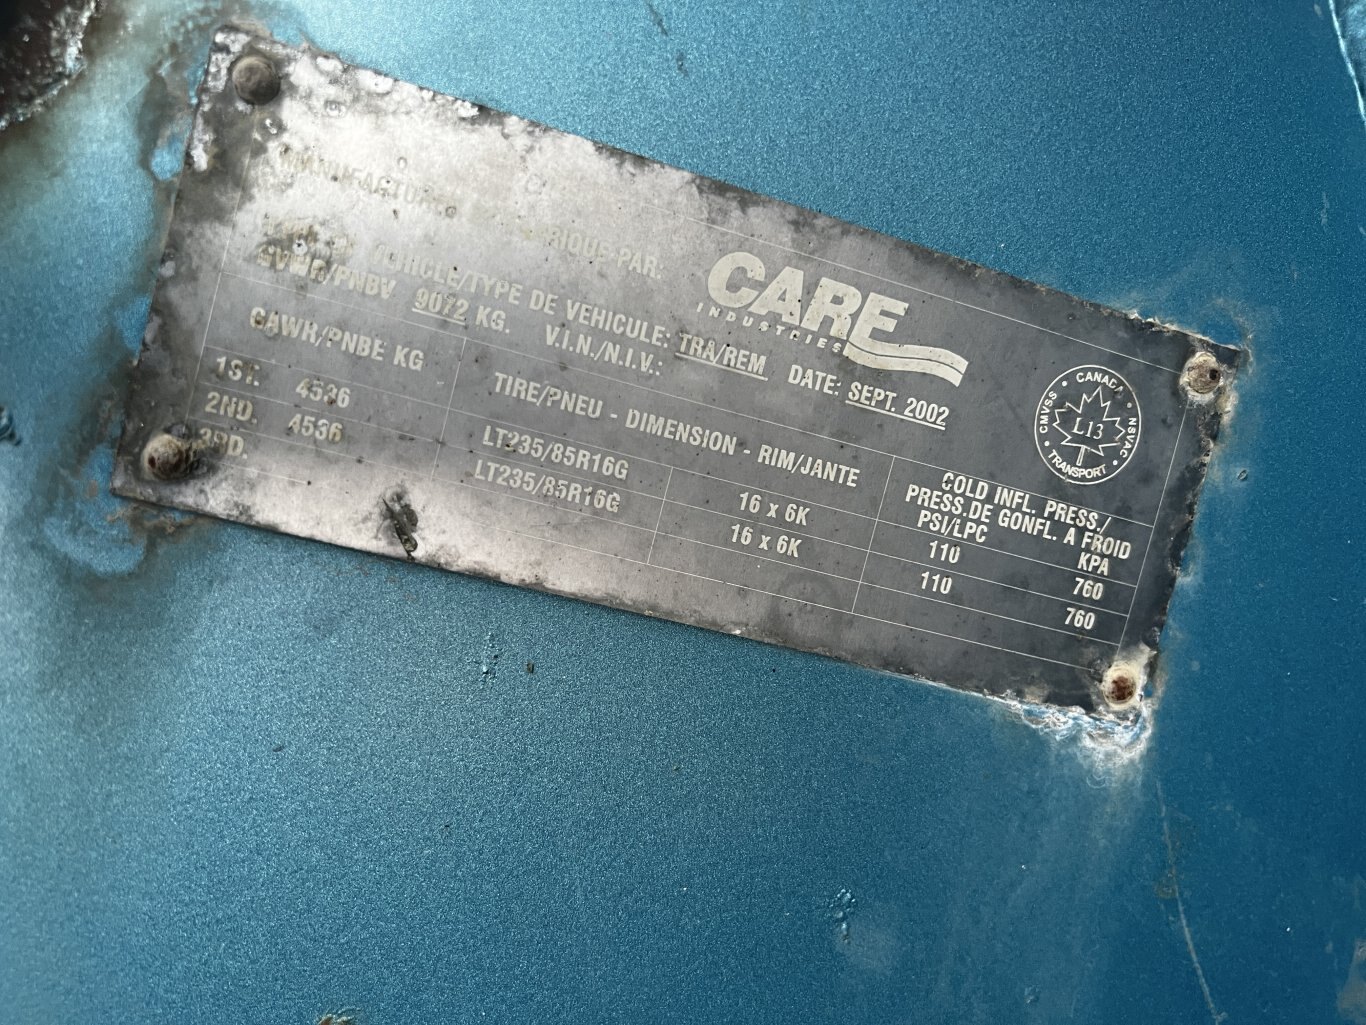 MANUFACTURED BY/FABRIQUE PAR:
CARE
INDUSTRIES
TYPE OF VEHICLE/TYPE DE VEHICULE: TRA/REM DATE: SEPT. 2002
GVWR/PNBV 9072 KG. V.I.N./N.I.V.:
CANADA
CMVSS
NSVAC
L13
TRANSPORT
GAWR/PNBE KG TIRE/PNEU - DIMENSION - RIM/JANTE COLD INFL. PRESS./
PRESS.DE GONFL. A FROID
PSI/LPC KPA
1ST. 4536 LT235/85R16G 16 x 6K 110 760
2ND. 4536 LT235/85R16G 16 x 6K 110 760
3RD.